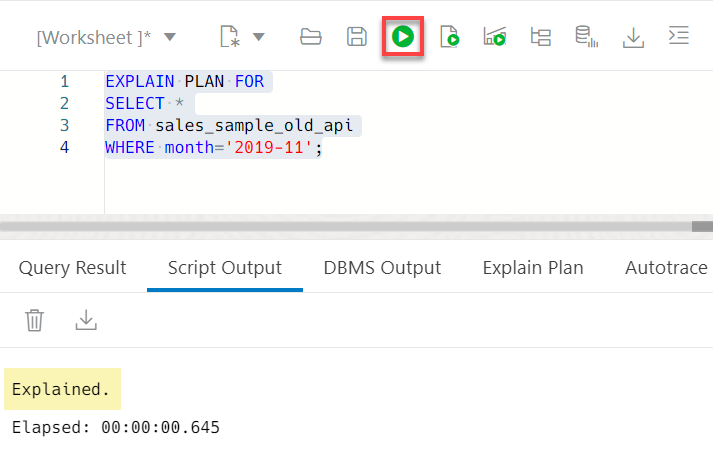 [Worksheet ]*
1 EXPLAIN PLAN FOR
2 SELECT *
3 FROM sales_sample_old_api
4 WHERE month='2019-11';
Query Result Script Output DBMS Output Explain Plan Autotrace
Explained.
Elapsed: 00:00:00.645